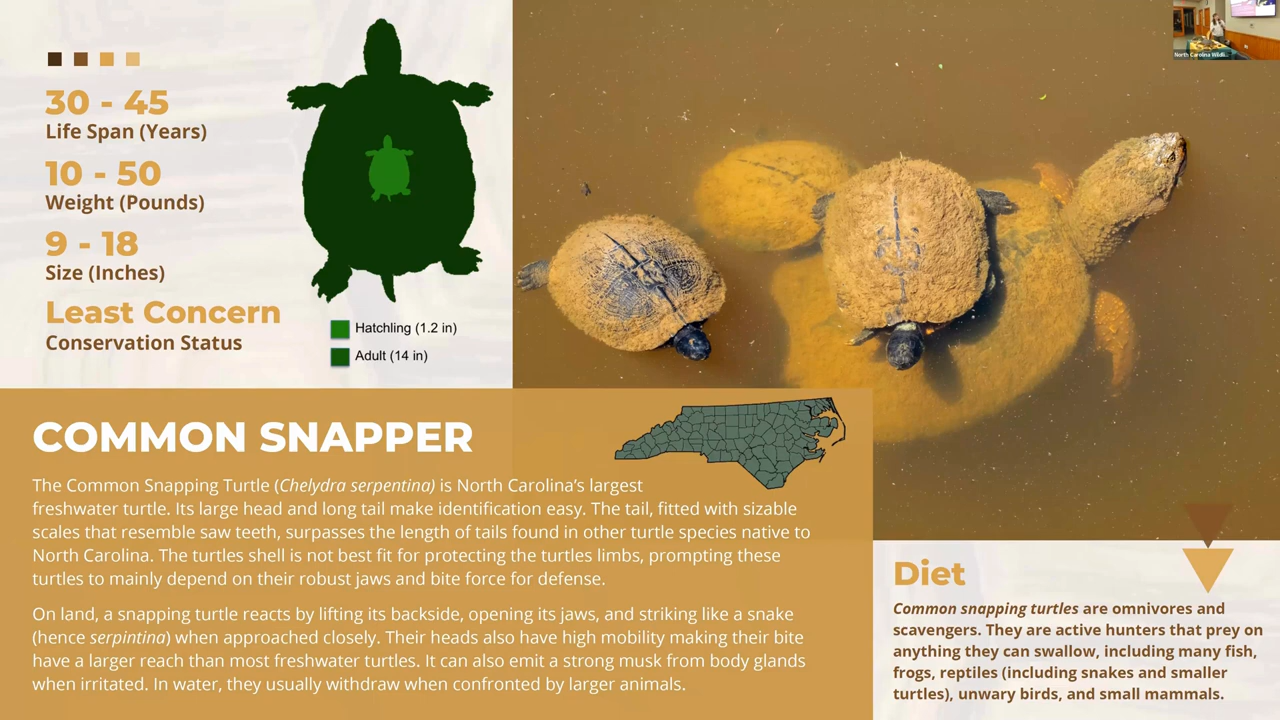 30 - 45
Life Span (Years)
10 - 50
Weight (Pounds)
9 - 18
Size (Inches)
Least Concern
Conservation Status
Hatchling (1.2 in)
Adult (14 in)
North Carolina Wildli...
COMMON SNAPPER
The Common Snapping Turtle (Chelydra serpentina) is North Carolina's largest
freshwater turtle. Its large head and long tail make identification easy. The tail, fitted with sizable
scales that resemble saw teeth, surpasses the length of tails found in other turtle species native to
North Carolina. The turtles shell is not best fit for protecting the turtles limbs, prompting these
turtles to mainly depend on their robust jaws and bite force for defense.
On land, a snapping turtle reacts by lifting its backside, opening its jaws, and striking like a snake
(hence serpintina) when approached closely. Their heads also have high mobility making their bite
have a larger reach than most freshwater turtles. It can also emit a strong musk from body glands
when irritated. In water, they usually withdraw when confronted by larger animals.
Diet
Common snapping turtles are omnivores and
scavengers. They are active hunters that prey on
anything they can swallow, including many fish,
frogs, reptiles (including snakes and smaller
turtles), unwary birds, and small mammals.